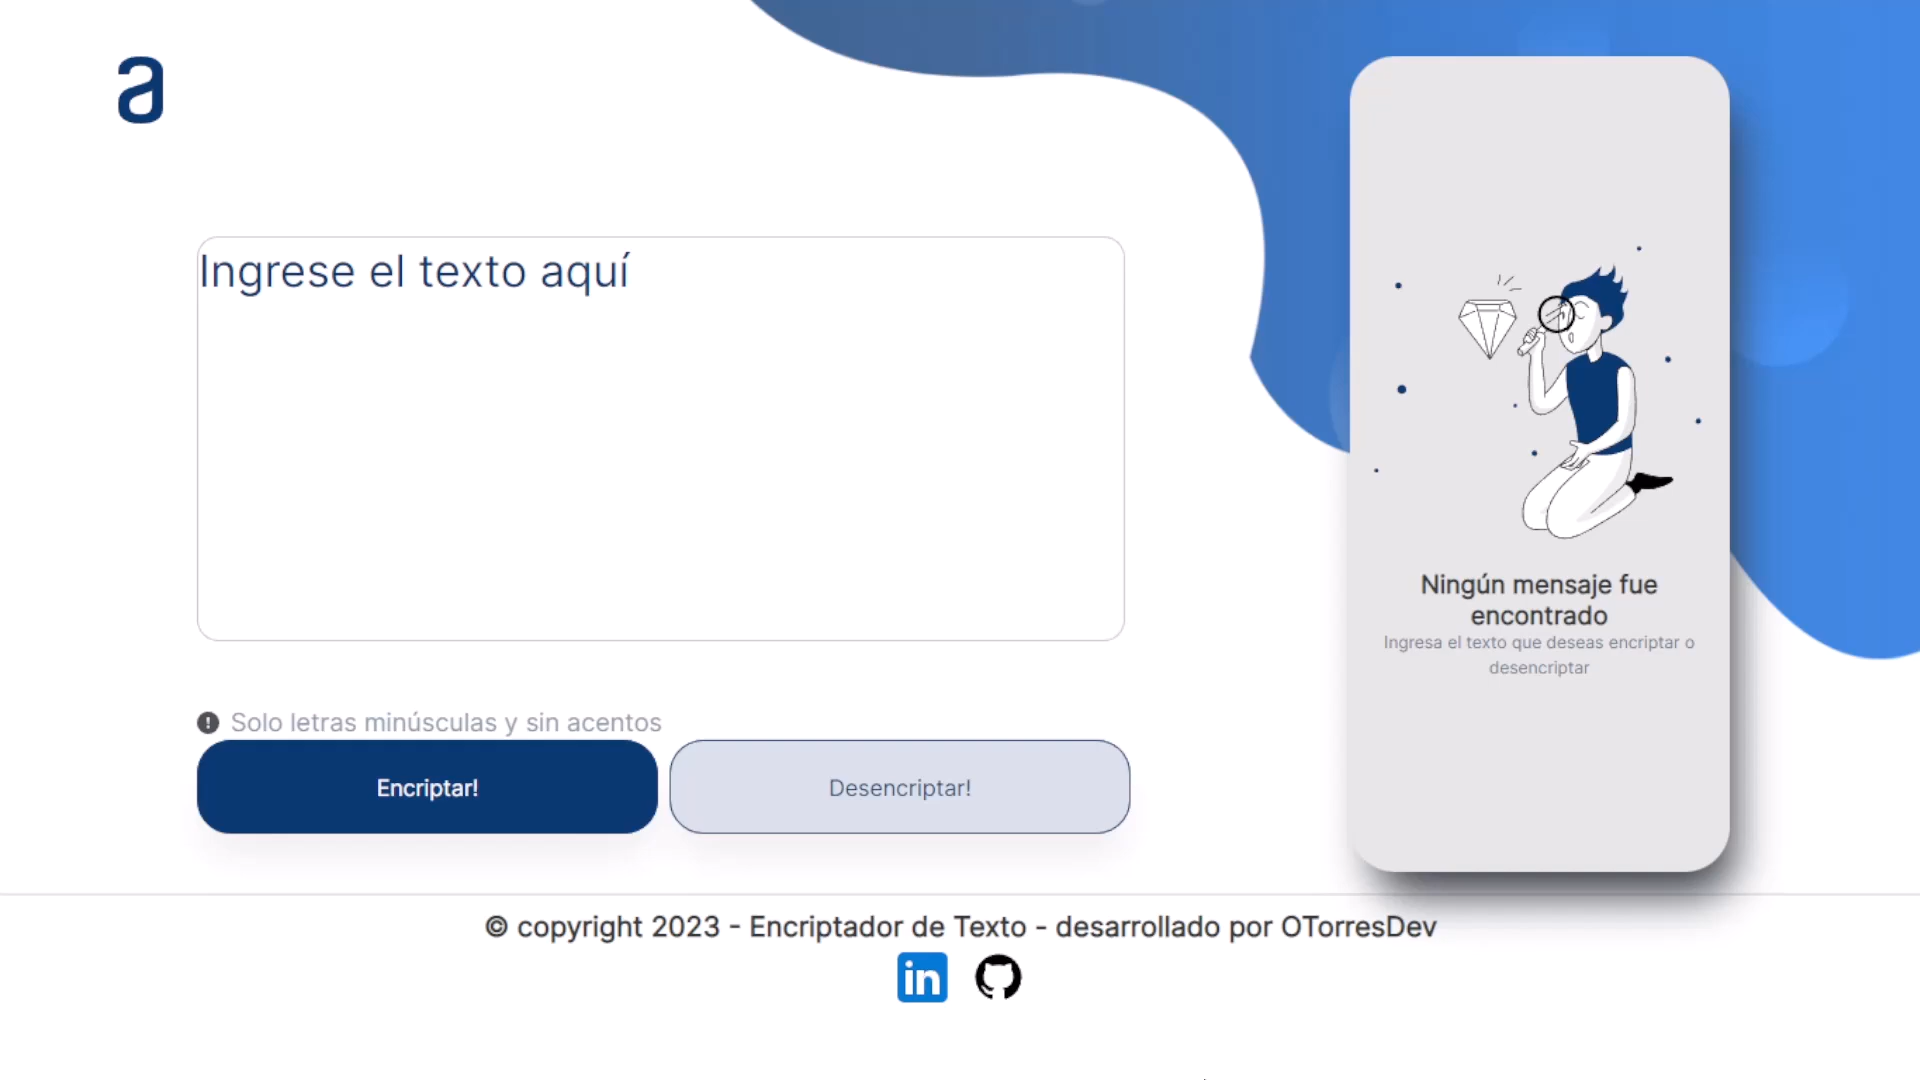 a
Ingrese el texto aquí
Ningún mensaje fue
encontrado
Ingresa el texto que deseas encriptar o
desencriptar
Solo letras minúsculas y sin acentos
Encriptar!
Desencriptar!
© copyright 2023 - Encriptador de Texto - desarrollado por OTorresDev
in